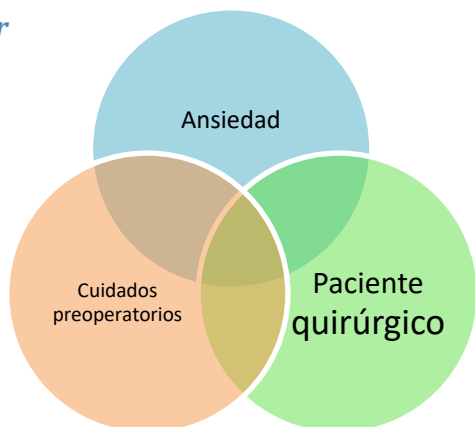 r
Ansiedad
Cuidados
preoperatorios
Paciente
quirúrgico